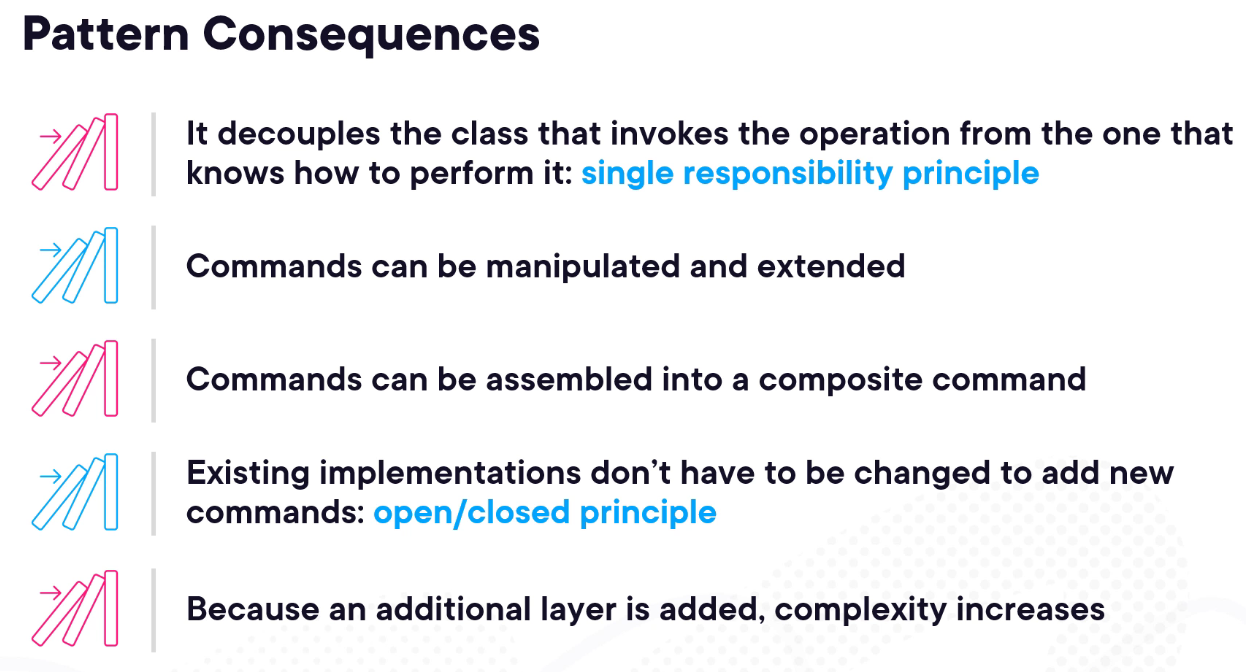 Pattern Consequences
It decouples the class that invokes the operation from the one that
knows how to perform it: single responsibility principle
Commands can be manipulated and extended
Commands can be assembled into a composite command
Existing implementations don’t have to be changed to add new
commands: open/closed principle
Because an additional layer is added, complexity increases